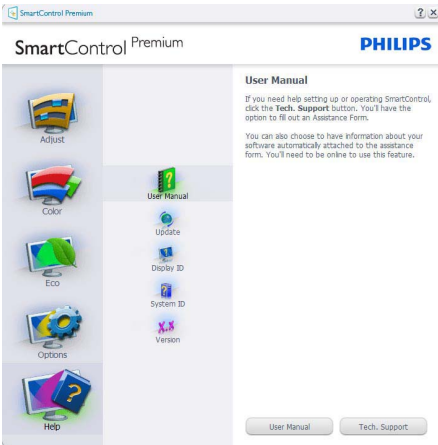 SmartControl Premium
SmartControl Premium
PHILIPS
Adjust
Color
Eco
Options
Help
User Manual
Update
Display ID
System ID
X.X
Version
User Manual
If you need help setting up or operating SmartControl,
click the Tech. Support button. You'll have the
option to fill out an Assistance Form.
You can also choose to have information about your
software automatically attached to the assistance
form. You'll need to be online to use this feature.
User Manual
Tech. Support